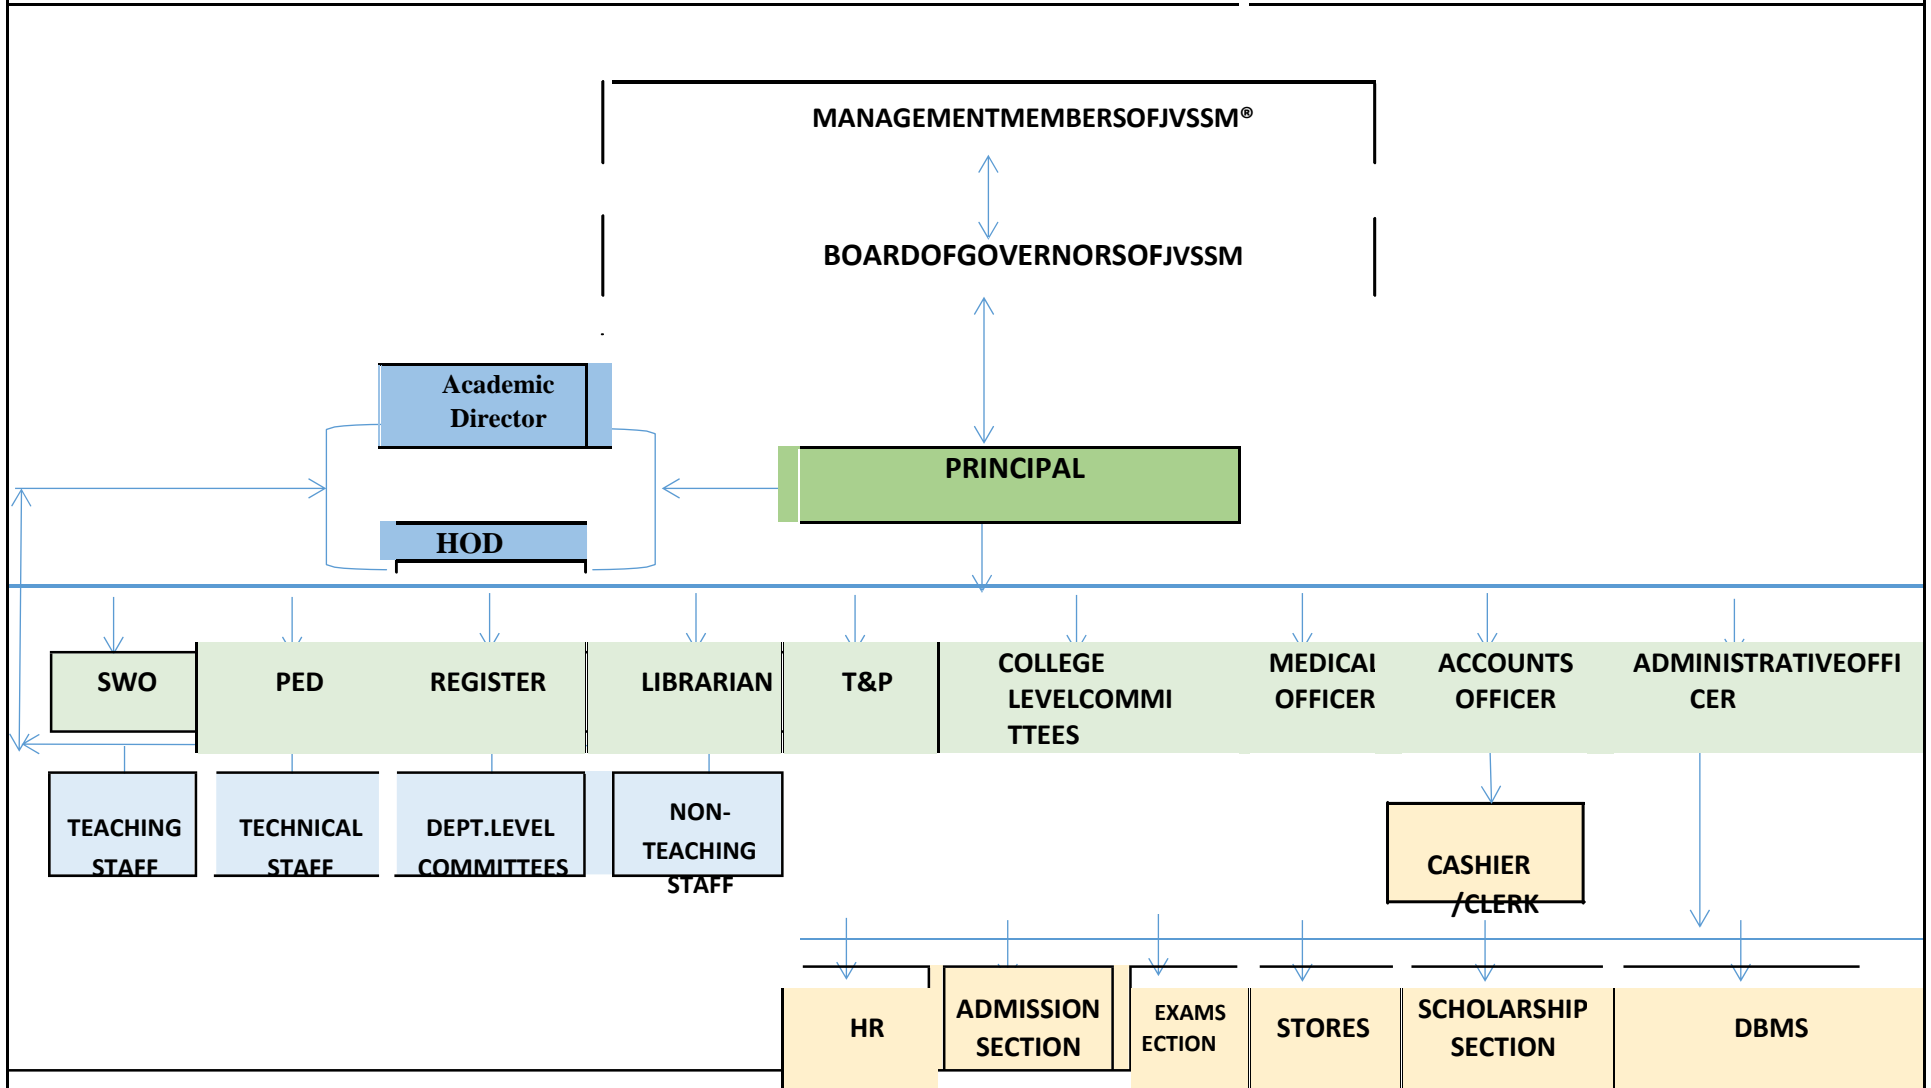 MANAGEMENTMEMBERSOFJVSSM®
BOARDOFGOVERNORSOFJVSSM
Academic
Director
PRINCIPAL
HOD
SWO
PED
REGISTER
LIBRARIAN
T&P
COLLEGE
LEVELCOMMI
TTEES
MEDICAL
OFFICER
ACCOUNTS
OFFICER
ADMINISTRATIVEOFFI
CER
TEACHING
STAFF
TECHNICAL
STAFF
DEPT.LEVEL
COMMITTEES
NON-
TEACHING
STAFF
CASHIER
/CLERK
HR
ADMISSION
SECTION
EXAMS
ECTION
STORES
SCHOLARSHIP
SECTION
DBMS